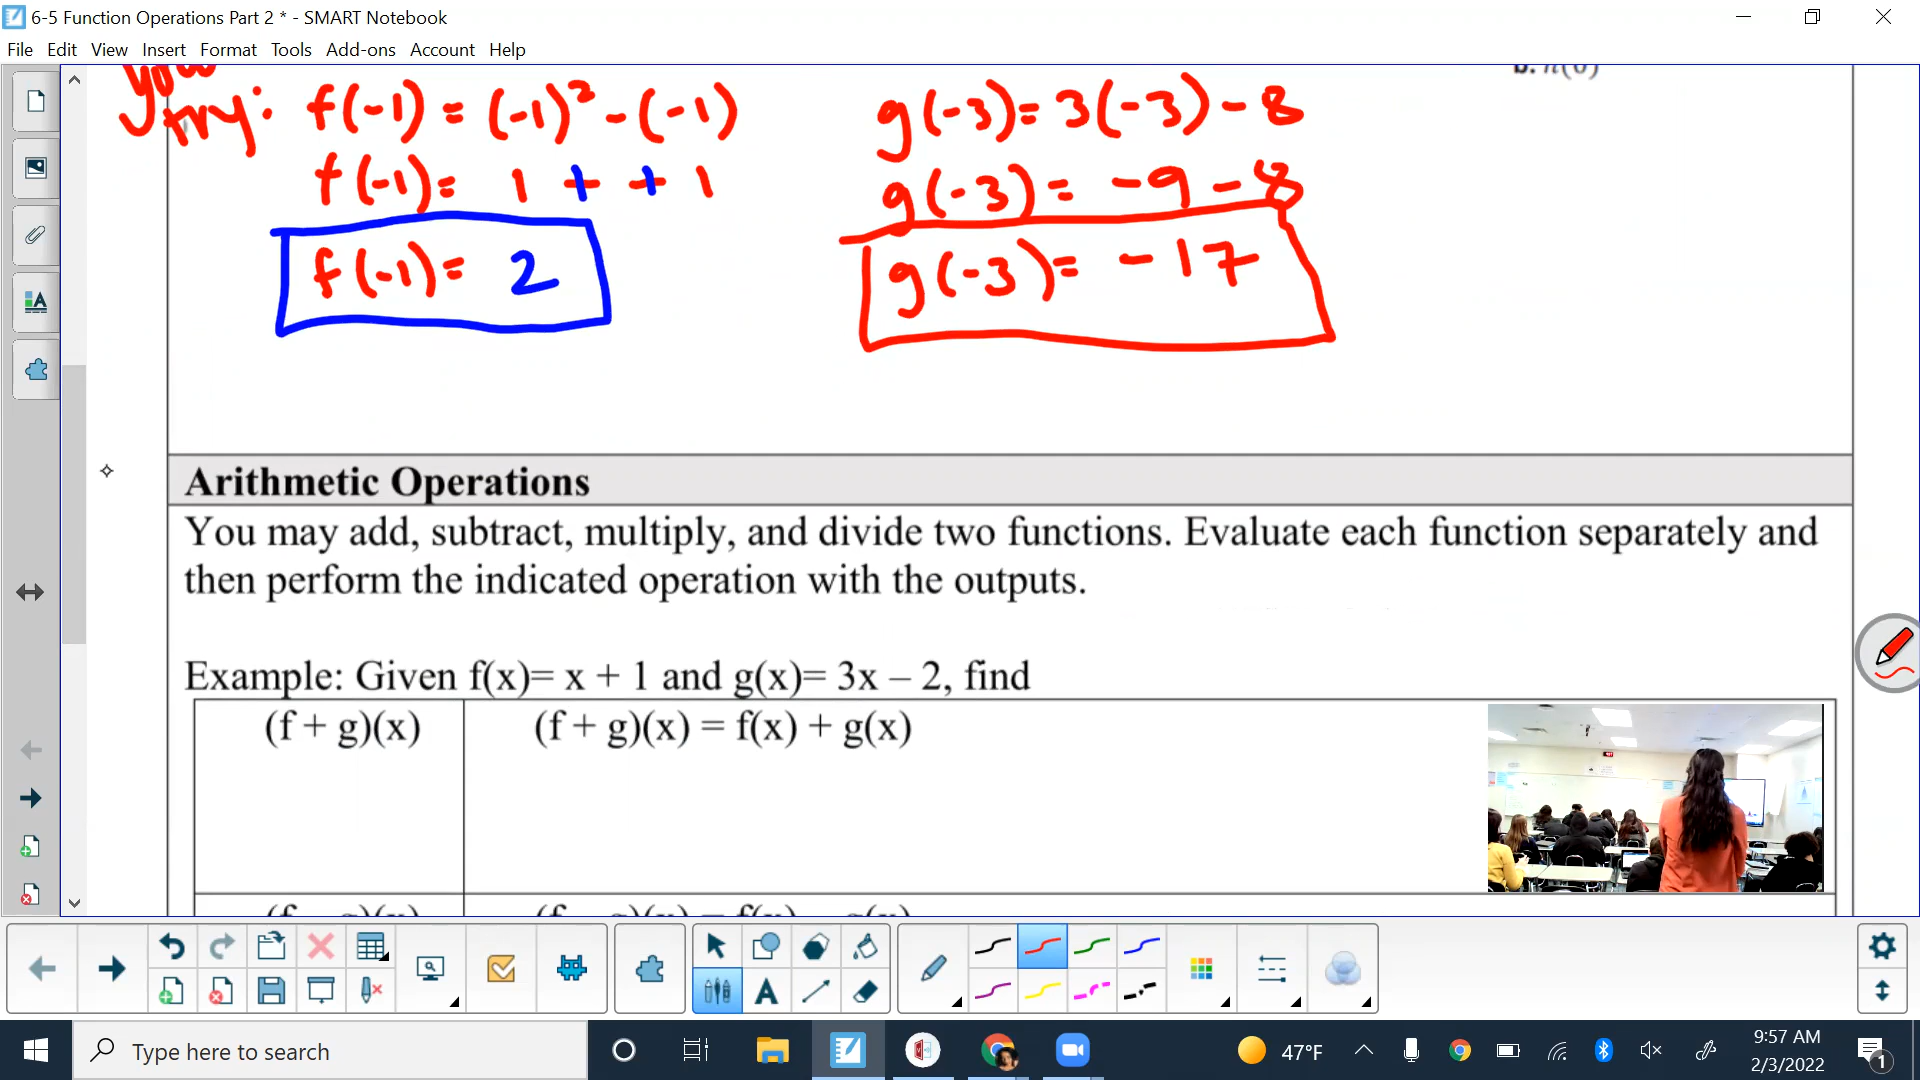 6-5 Function Operations Part 2 * - SMART Notebook
File Edit View Insert Format Tools Add-ons Account Help
you
try: f(-1) = (-1)² - (-1)
f(-1) = 1 + + 1
f(-1) = 2
g(-3) = 3(-3) - 8
g(-3) = -9 - 8
g(-3) = -17
Arithmetic Operations
You may add, subtract, multiply, and divide two functions. Evaluate each function separately and
then perform the indicated operation with the outputs.
Example: Given f(x)= x + 1 and g(x)= 3x – 2, find
(f + g)(x)
(f + g)(x) = f(x) + g(x)
Type here to search
47°F
9:57 AM
2/3/2022
1